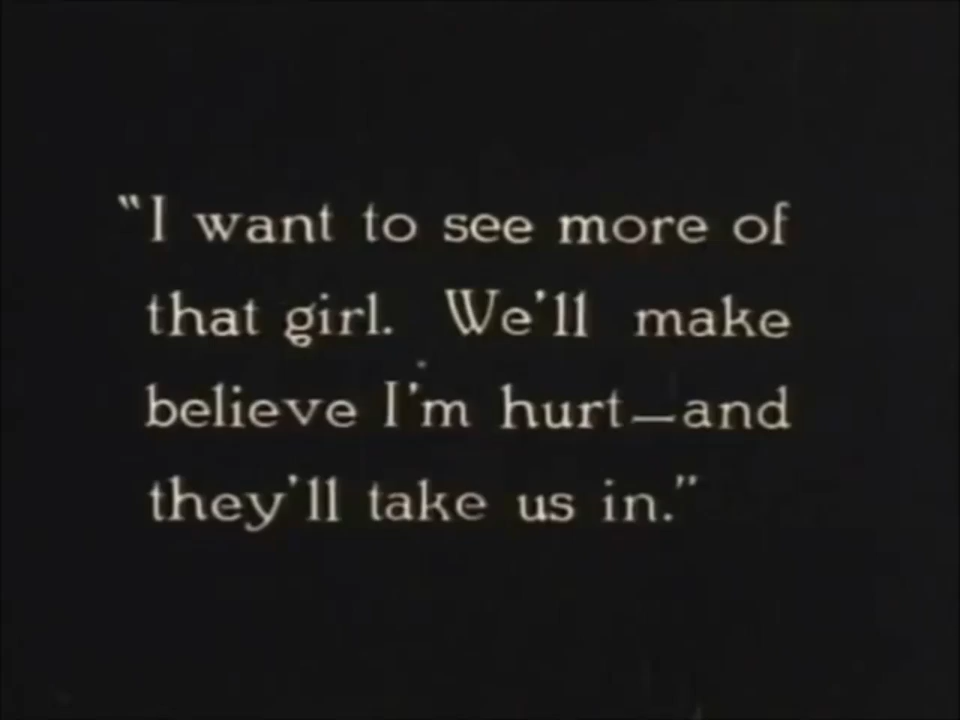 "I want to see more of
that girl. We'll make
believe I'm hurt—and
they'll take us in."